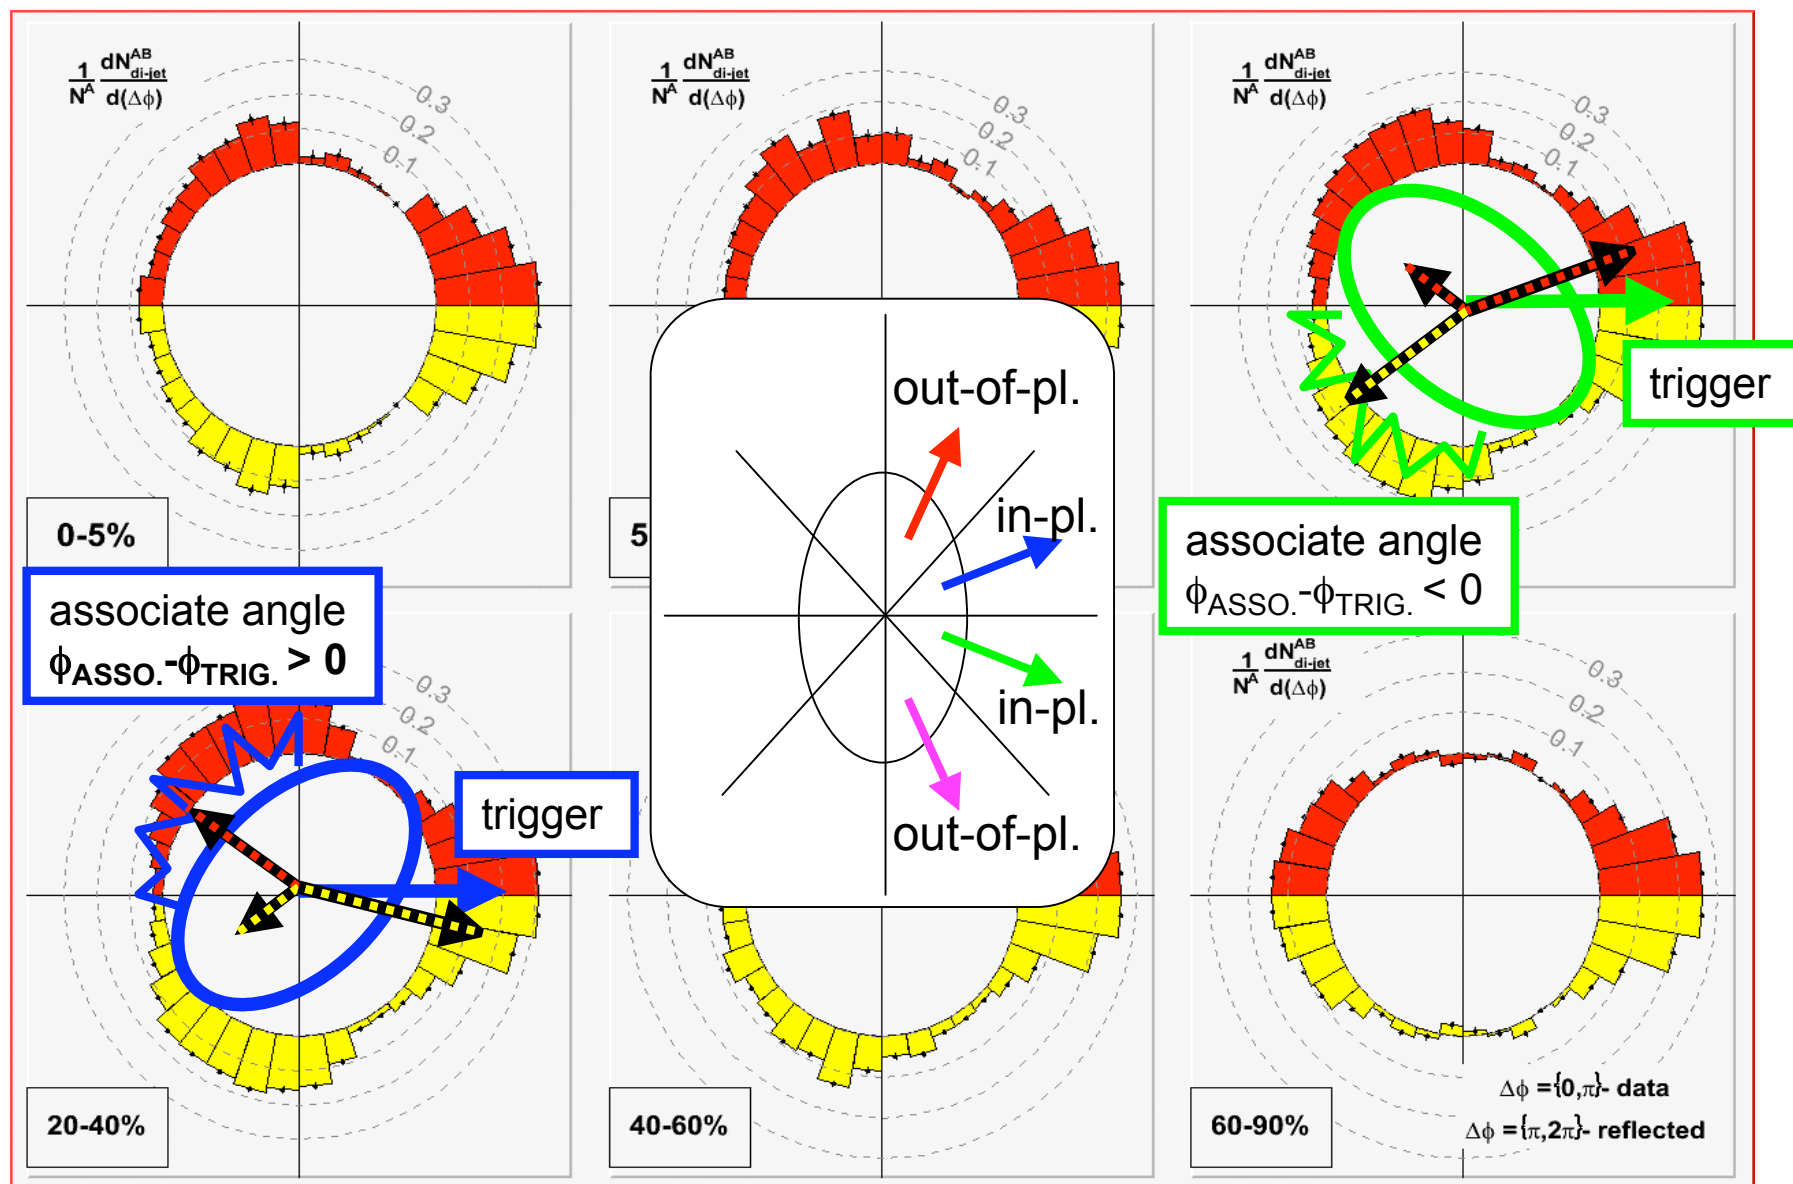 1/N^A dN^AB_di-jet/d(Δφ)
0.3
0.2
0.1
0-5%
1/N^A dN^AB_di-jet/d(Δφ)
0.3
0.2
0.1
5
1/N^A dN^AB_di-jet/d(Δφ)
0.3
0.2
0.1
trigger
associate angle
φASSO.-φTRIG. < 0
out-of-pl.
in-pl.
in-pl.
out-of-pl.
associate angle
φASSO.-φTRIG. > 0
0.3
0.2
0.1
trigger
20-40%
40-60%
1/N^A dN^AB_di-jet/d(Δφ)
0.3
0.2
0.1
60-90%
Δφ ={0,π}- data
Δφ ={π,2π}- reflected